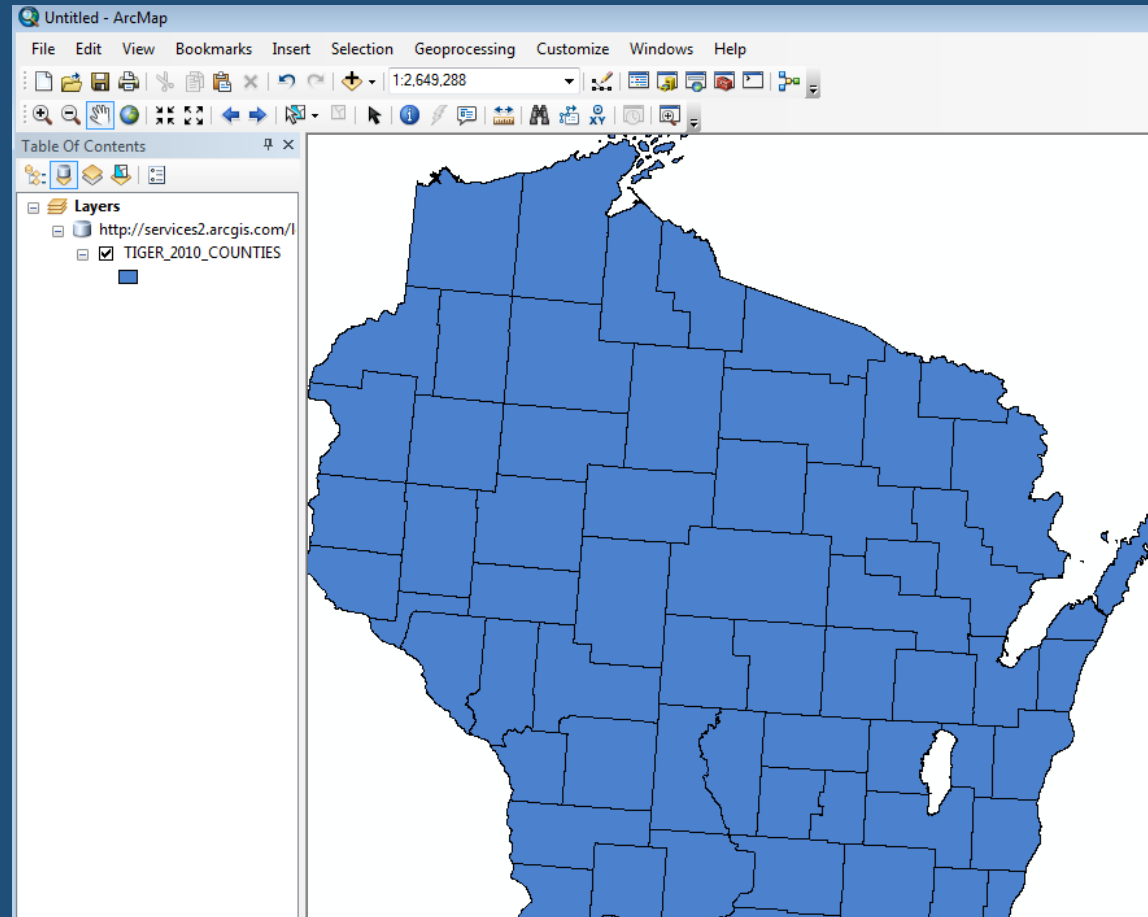 Untitled - ArcMap
File Edit View Bookmarks Insert Selection Geoprocessing Customize Windows Help
1:2,649,288
XY
Table Of Contents
Layers
http://services2.arcgis.com/l
TIGER_2010_COUNTIES